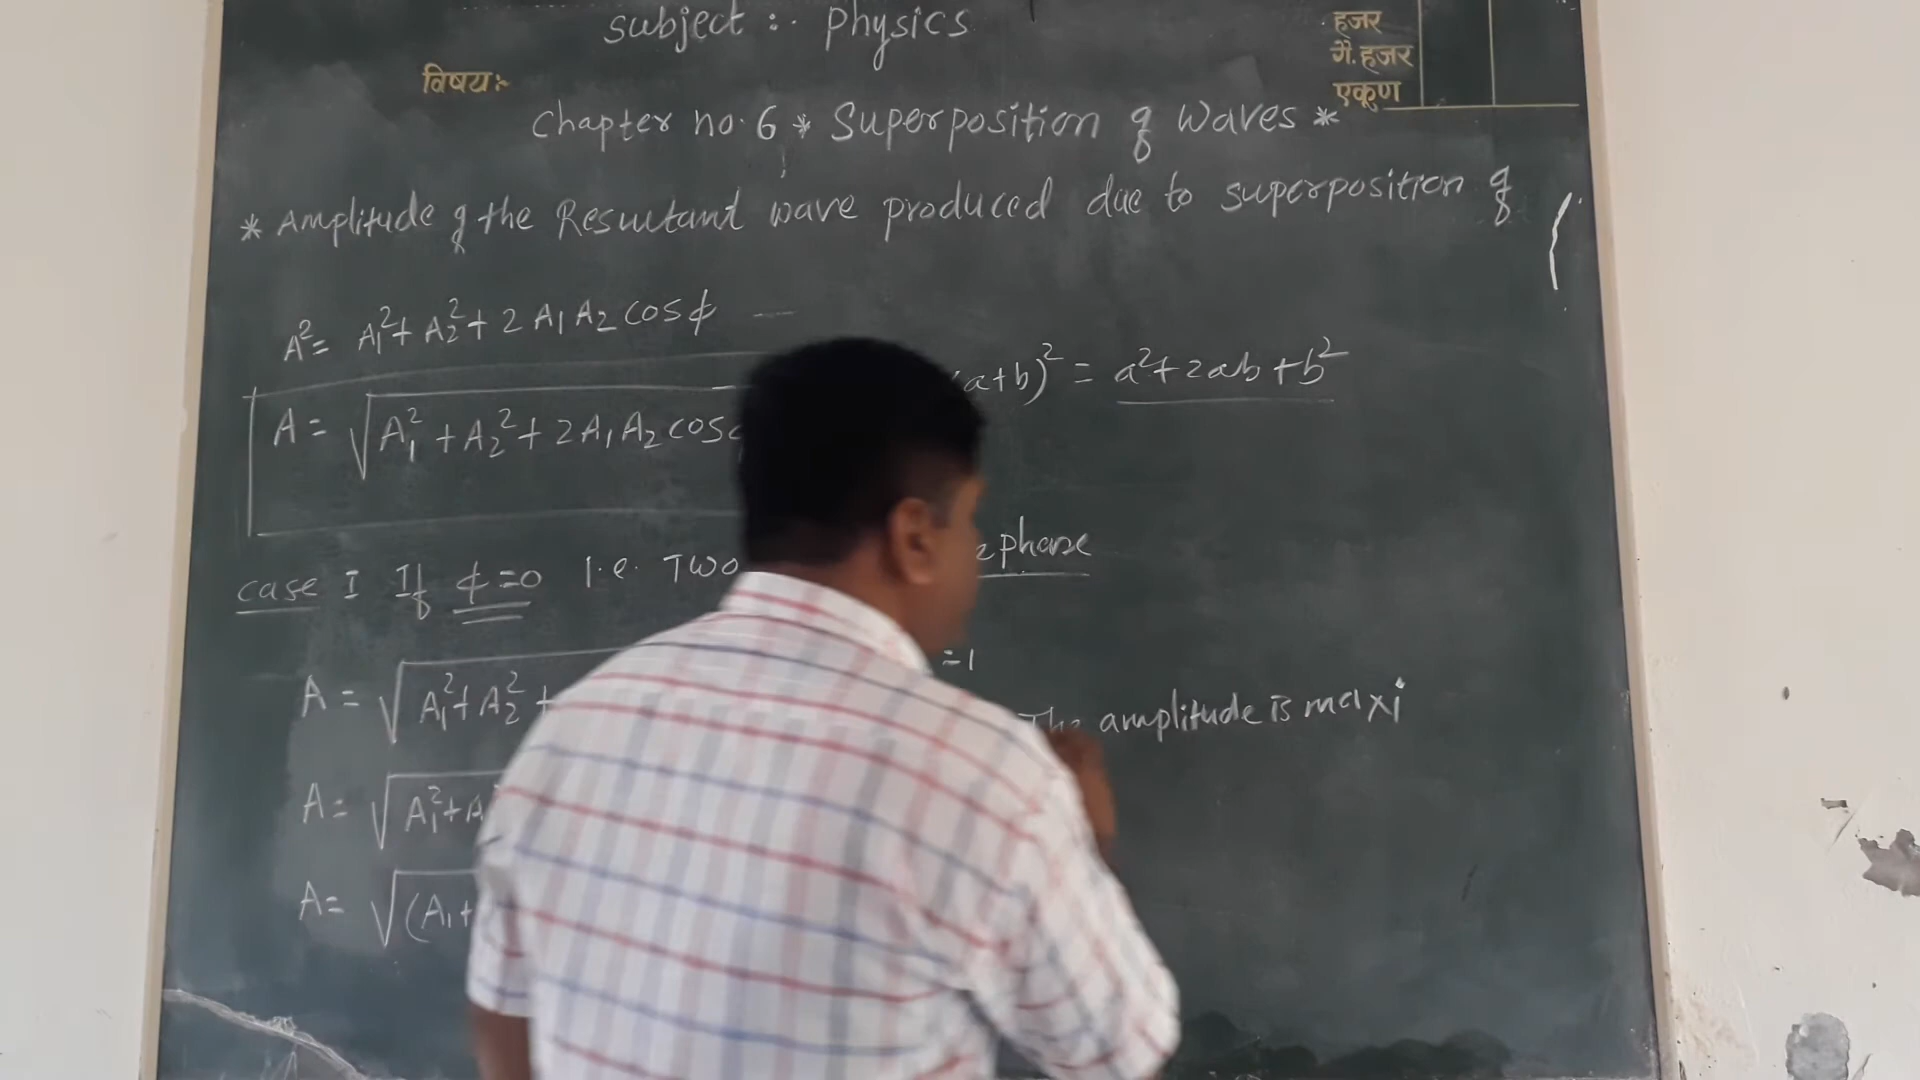 subject :- physics
हजर
गै.हजर
एकूण
विषय:-
chapter no. 6 * Superposition of Waves *
* Amplitude of the Resultant wave produced due to superposition of
A² = A₁² + A₂² + 2 A₁ A₂ cos ϕ ---
a+b)² = a² + 2ab + b²
A = √A₁² + A₂² + 2A₁ A₂ cos
case I If ϕ = 0 i.e. Two phase
= 1
A = √A₁² + A₂² +
The amplitude is maxi
A = √A₁² + A
A = √(A₁ +